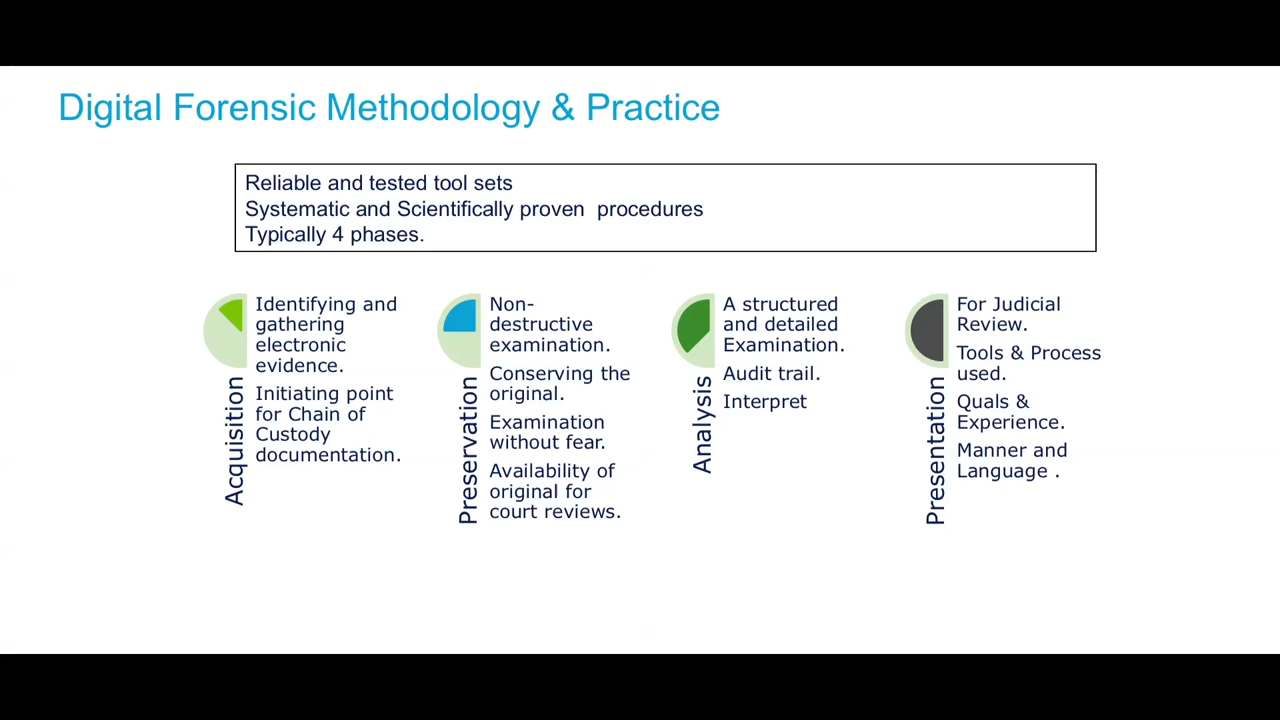 Digital Forensic Methodology & Practice
Reliable and tested tool sets
Systematic and Scientifically proven  procedures
Typically 4 phases.
Acquisition
Identifying and
gathering
electronic
evidence.
Initiating point
for Chain of
Custody
documentation.
Preservation
Non-
destructive
examination.
Conserving the
original.
Examination
without fear.
Availability of
original for
court reviews.
Analysis
A structured
and detailed
Examination.
Audit trail.
Interpret
Presentation
For Judicial
Review.
Tools & Process
used.
Quals &
Experience.
Manner and
Language .